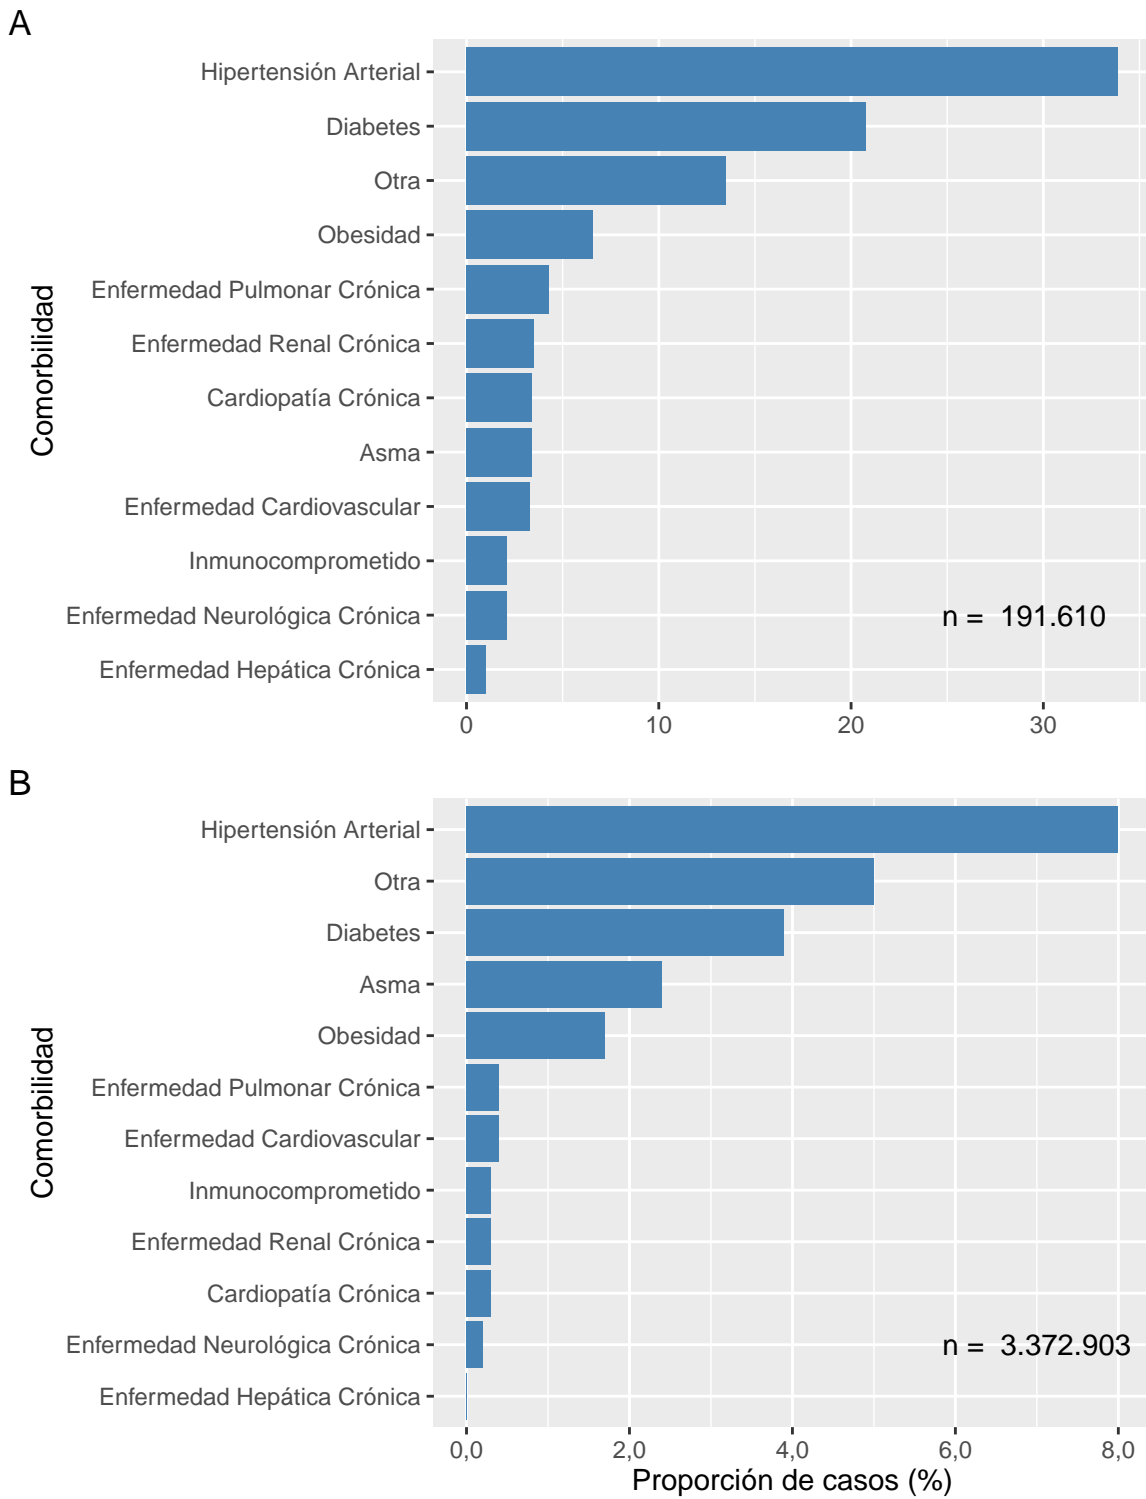 A
Hipertensión Arterial
Diabetes
Otra
Obesidad
Enfermedad Pulmonar Crónica
Enfermedad Renal Crónica
Cardiopatía Crónica
Asma
Enfermedad Cardiovascular
Inmunocomprometido
Enfermedad Neurológica Crónica
Enfermedad Hepática Crónica
Comorbilidad
n = 191.610
0 10 20 30
B
Hipertensión Arterial
Otra
Diabetes
Asma
Obesidad
Enfermedad Pulmonar Crónica
Enfermedad Cardiovascular
Inmunocomprometido
Enfermedad Renal Crónica
Cardiopatía Crónica
Enfermedad Neurológica Crónica
Enfermedad Hepática Crónica
Comorbilidad
n = 3.372.903
0,0 2,0 4,0 6,0 8,0
Proporción de casos (%)